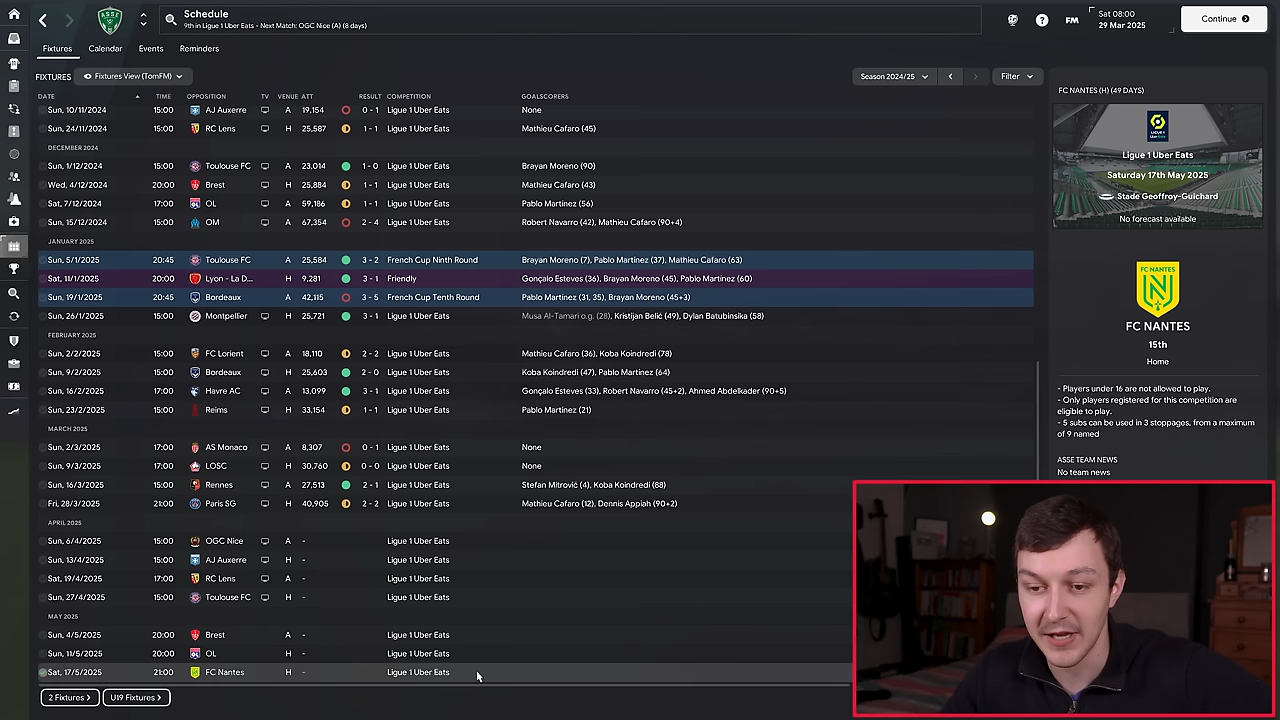 Schedule
9th in Ligue 1 Uber Eats - Next Match: OGC Nice (A) (8 days)
FM
Sat 08:00
29 Mar 2025
Continue
Fixtures Calendar Events Reminders
FIXTURES Fixtures View (TomFM) Season 2024/25 Filter
DATE TIME OPPOSITION TV VENUE ATT RESULT COMPETITION GOALSCORERS
Sun, 10/11/2024 15:00 AJ Auxerre A 19,154 0 - 1 Ligue 1 Uber Eats None
Sun, 24/11/2024 15:00 RC Lens H 25,587 1 - 1 Ligue 1 Uber Eats Mathieu Cafaro (45)
DECEMBER 2024
Sun, 1/12/2024 15:00 Toulouse FC A 23,014 1 - 0 Ligue 1 Uber Eats Brayan Moreno (90)
Wed, 4/12/2024 20:00 Brest H 25,884 1 - 1 Ligue 1 Uber Eats Mathieu Cafaro (43)
Sat, 7/12/2024 17:00 OL A 59,186 1 - 1 Ligue 1 Uber Eats Pablo Martinez (56)
Sun, 15/12/2024 15:00 OM A 67,354 2 - 4 Ligue 1 Uber Eats Robert Navarro (42), Mathieu Cafaro (90+4)
JANUARY 2025
Sun, 5/1/2025 20:45 Toulouse FC A 25,584 3 - 2 French Cup Ninth Round Brayan Moreno (7), Pablo Martinez (37), Mathieu Cafaro (63)
Sat, 11/1/2025 20:00 Lyon - La D... H 9,281 3 - 1 Friendly Gonçalo Esteves (36), Brayan Moreno (45), Pablo Martinez (60)
Sun, 19/1/2025 20:45 Bordeaux A 42,115 3 - 5 French Cup Tenth Round Pablo Martinez (31, 35), Brayan Moreno (45+3)
Sun, 26/1/2025 15:00 Montpellier H 25,721 3 - 1 Ligue 1 Uber Eats Musa Al-Tamari o.g. (28), Kristijan Belić (49), Dylan Batubinsika (58)
FEBRUARY 2025
Sun, 2/2/2025 15:00 FC Lorient A 18,110 2 - 2 Ligue 1 Uber Eats Mathieu Cafaro (36), Koba Koindredi (78)
Sun, 9/2/2025 15:00 Bordeaux H 25,603 2 - 0 Ligue 1 Uber Eats Koba Koindredi (47), Pablo Martinez (64)
Sun, 16/2/2025 17:00 Havre AC A 13,099 3 - 1 Ligue 1 Uber Eats Gonçalo Esteves (33), Robert Navarro (45+2), Ahmed Abdelkader (90+5)
Sun, 23/2/2025 15:00 Reims H 33,154 1 - 1 Ligue 1 Uber Eats Pablo Martinez (21)
MARCH 2025
Sun, 2/3/2025 17:00 AS Monaco A 8,307 0 - 1 Ligue 1 Uber Eats None
Sun, 9/3/2025 17:00 LOSC H 30,760 0 - 0 Ligue 1 Uber Eats None
Sun, 16/3/2025 15:00 Rennes A 27,513 2 - 1 Ligue 1 Uber Eats Stefan Mitrović (4), Koba Koindredi (88)
Fri, 28/3/2025 21:00 Paris SG H 40,905 2 - 2 Ligue 1 Uber Eats Mathieu Cafaro (12), Dennis Appiah (90+2)
APRIL 2025
Sun, 6/4/2025 15:00 OGC Nice A - Ligue 1 Uber Eats
Sun, 13/4/2025 15:00 AJ Auxerre H - Ligue 1 Uber Eats
Sat, 19/4/2025 17:00 RC Lens A - Ligue 1 Uber Eats
Sun, 27/4/2025 15:00 Toulouse FC H - Ligue 1 Uber Eats
MAY 2025
Sun, 4/5/2025 20:00 Brest A - Ligue 1 Uber Eats
Sun, 11/5/2025 20:00 OL H - Ligue 1 Uber Eats
Sat, 17/5/2025 21:00 FC Nantes H - Ligue 1 Uber Eats
2 Fixtures > U19 Fixtures >
FC NANTES (H) (49 DAYS)
Ligue 1 Uber Eats
Saturday 17th May 2025
Stade Geoffroy-Guichard
No forecast available
FC NANTES
FC NANTES
15th
Home
- Players under 16 are not allowed to play.
- Only players registered for this competition are
eligible to play.
- 5 subs can be used in 3 stoppages, from a maximum
of 9 named
ASSE TEAM NEWS
No team news